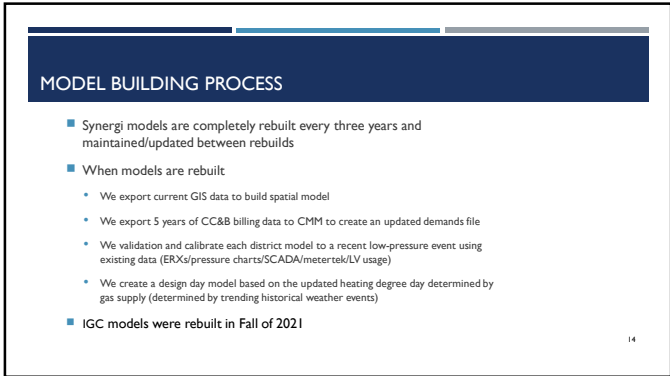 MODEL BUILDING PROCESS
Synergi models are completely rebuilt every three years and
maintained/updated between rebuilds
When models are rebuilt
We export current GIS data to build spatial model
We export 5 years of CC&B billing data to CMM to create an updated demands file
We validation and calibrate each district model to a recent low-pressure event using
existing data (ERXs/pressure charts/SCADA/metertek/LV usage)
We create a design day model based on the updated heating degree day determined by
gas supply (determined by trending historical weather events)
IGC models were rebuilt in Fall of 2021
14